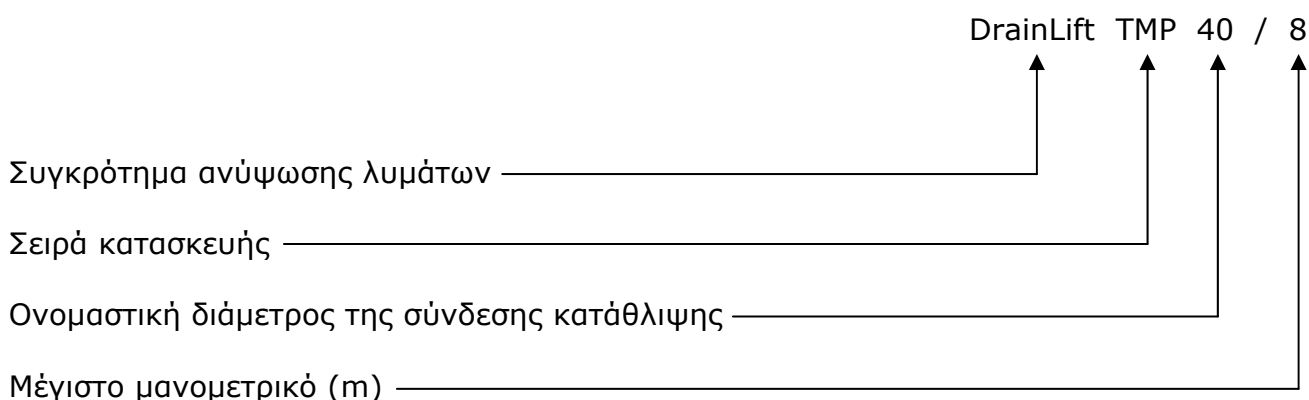 DrainLift TMP 40 / 8
Συγκρότημα ανύψωσης λυμάτων
Σειρά κατασκευής
Ονομαστική διάμετρος της σύνδεσης κατάθλιψης
Μέγιστο μανομετρικό (m)